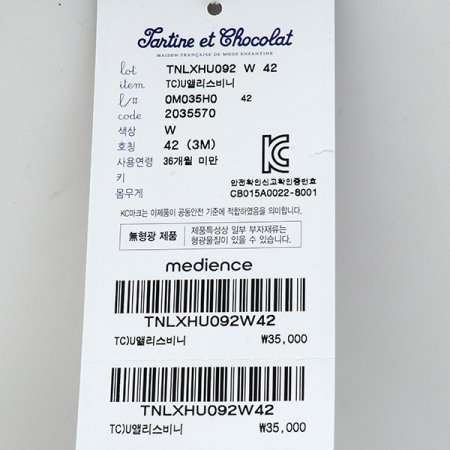 Tartine et Chocolat
MAISON FRANÇAISE DE MODE ENFANTINE
lot TNLXHU092 W 42
item TC)U앨리스비니
l/# 0M035H0 42
code 2035570
색상 W
호칭 42 (3M)
사용연령 36개월 미만
키
몸무게
KC
안전확인신고확인증번호
CB015A0022-8001
KC마크는 이제품이 공통안전 기준에 적합하였음을 의미합니다.
無형광 제품
제품특성상 일부 부자재류는
형광물질이 있을 수 있습니다.
medience
TNLXHU092W42
TC)U앨리스비니 ₩35,000
TNLXHU092W42
TC)U앨리스비니 ₩35,000